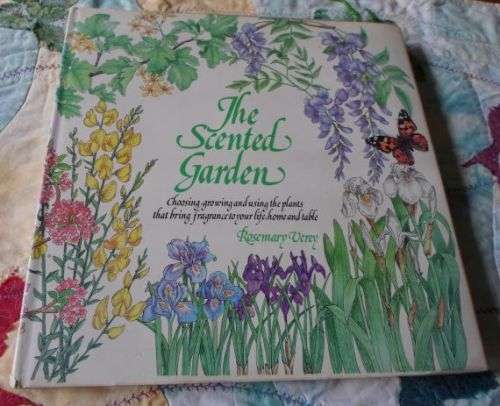 The
Scented
Garden
Choosing, growing and using the plants
that bring fragrance to your life, home and table
Rosemary Verey